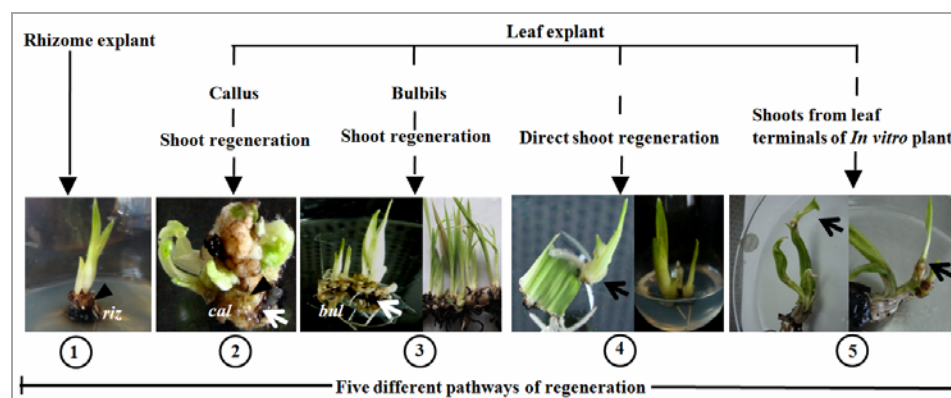 Leaf explant
Rhizome explant
Callus
Bulbils
Shoot regeneration
Shoot regeneration
Direct shoot regeneration
Shoots from leaf
terminals of In vitro plant
riz
cal
bul
1
2
3
4
5
Five different pathways of regeneration